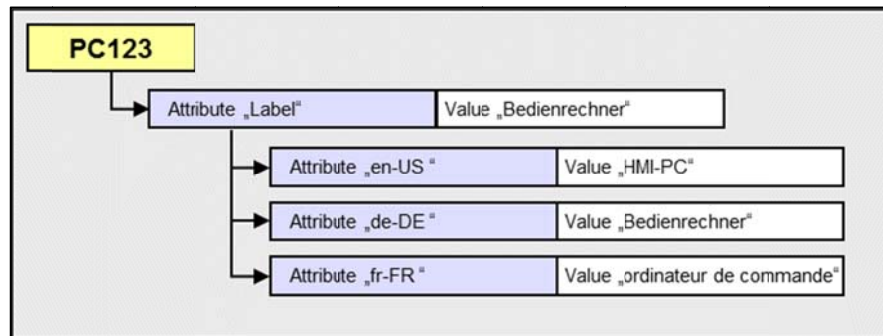 PC123
Attribute „Label“ Value „Bedienrechner“
Attribute „en-US “ Value „HMI-PC“
Attribute „de-DE “ Value „Bedienrechner“
Attribute „fr-FR “ Value „ordinateur de commande“